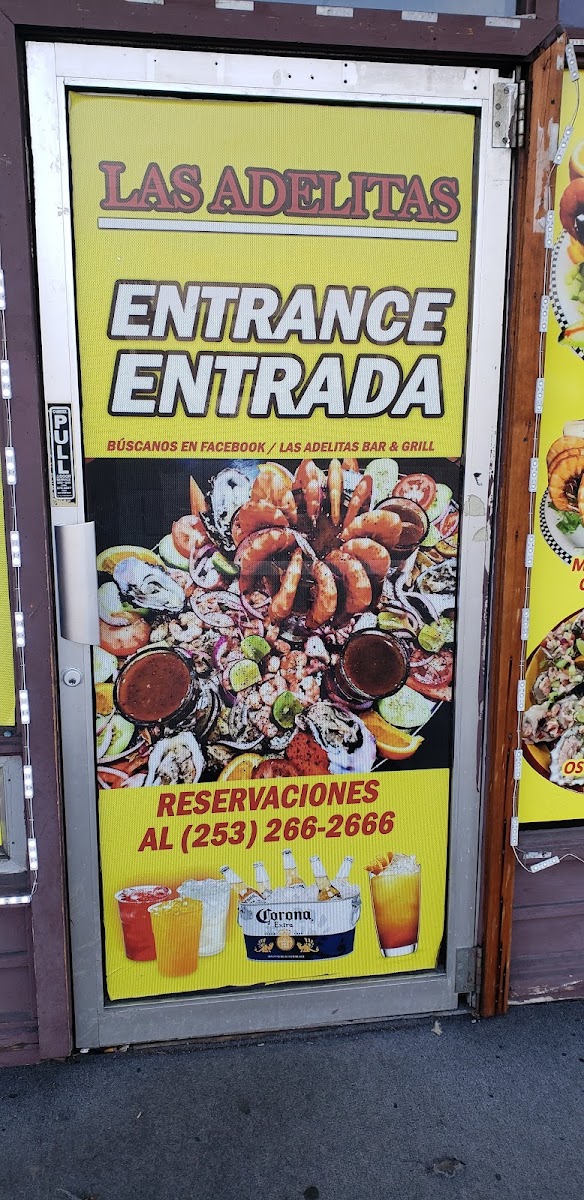 LAS ADELITAS
ENTRANCE
ENTRADA
BÚSCANOS EN FACEBOOK / LAS ADELITAS BAR & GRILL
PULL
RESERVACIONES
AL (253) 266-2666
Corona
Extra
OS